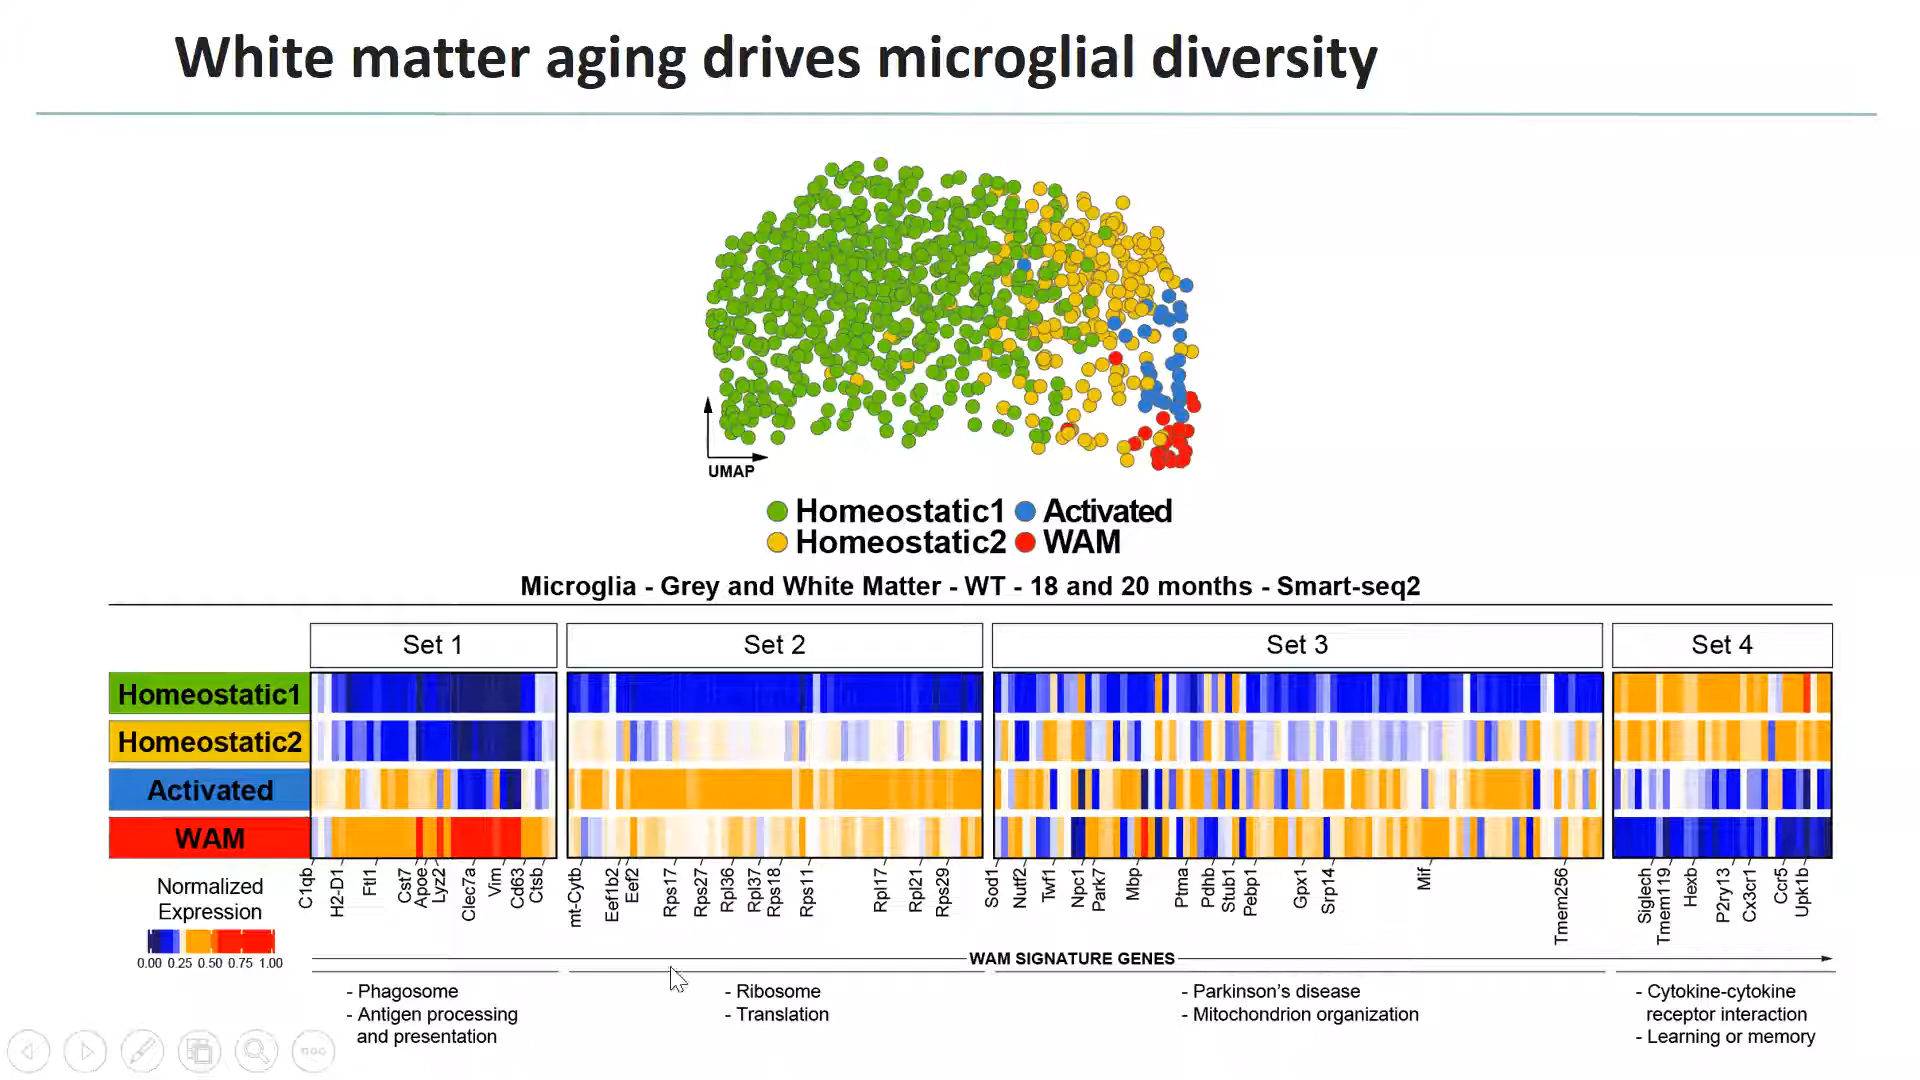 White matter aging drives microglial diversity
UMAP
Homeostatic1 Activated
Homeostatic2 WAM
Microglia - Grey and White Matter - WT - 18 and 20 months - Smart-seq2
Set 1 Set 2 Set 3 Set 4
Homeostatic1
Homeostatic2
Activated
WAM
C1qb H2-D1 Ftl1 Cst7 Apoe Lyz2 Clec7a Vim Cd63 Ctsb mt-Cytb Eef1b2 Eef2 Rps17 Rps27 Rpl36 Rpl37 Rps18 Rps11 Rpl17 Rpl21 Rps29 Sod1 Nutf2 Twf1 Npc1 Park7 Mbp Ptma Pdhb Stub1 Pebp1 Gpx1 Srp14 Mif Tmem256 Siglech Tmem119 Hexb P2ry13 Cx3cr1 Ccr5 Upk1b
Normalized
Expression
0.00 0.25 0.50 0.75 1.00
WAM SIGNATURE GENES
- Phagosome
- Antigen processing
and presentation
- Ribosome
- Translation
- Parkinson's disease
- Mitochondrion organization
- Cytokine-cytokine
receptor interaction
- Learning or memory